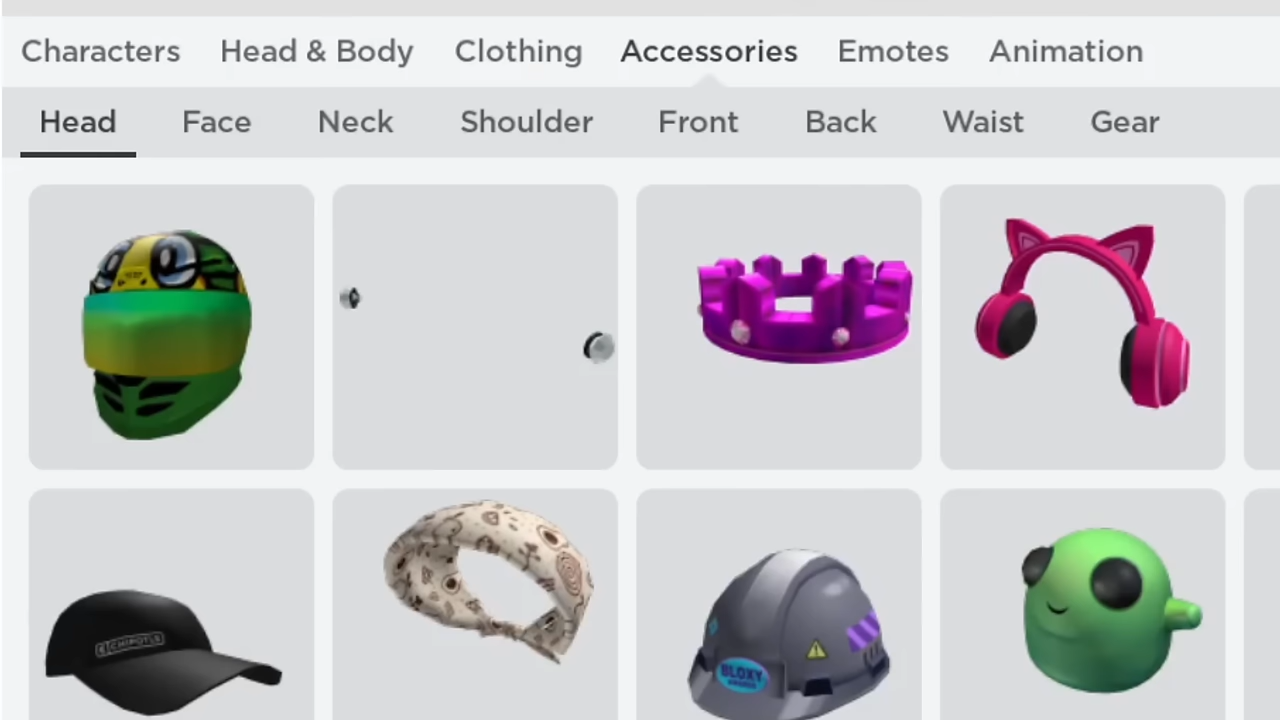 Characters Head & Body Clothing Accessories Emotes Animation
Head Face Neck Shoulder Front Back Waist Gear
CHIPOTLE
BLOXY